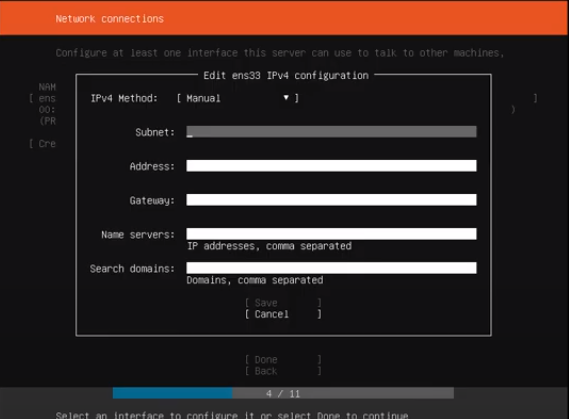 Network connections
Configure at least one interface this server can use to talk to other machines,
Edit ens33 IPv4 configuration
NAM
IPv4 Method: [ Manual ▼ ]
[ ens ]
00: )
(PR
Subnet:
[ Cre
Address:
Gateway:
Name servers:
IP addresses, comma separated
Search domains:
Domains, comma separated
[ Save ]
[ Cancel ]
[ Done ]
[ Back ]
4 / 11
Select an interface to configure it or select Done to continue